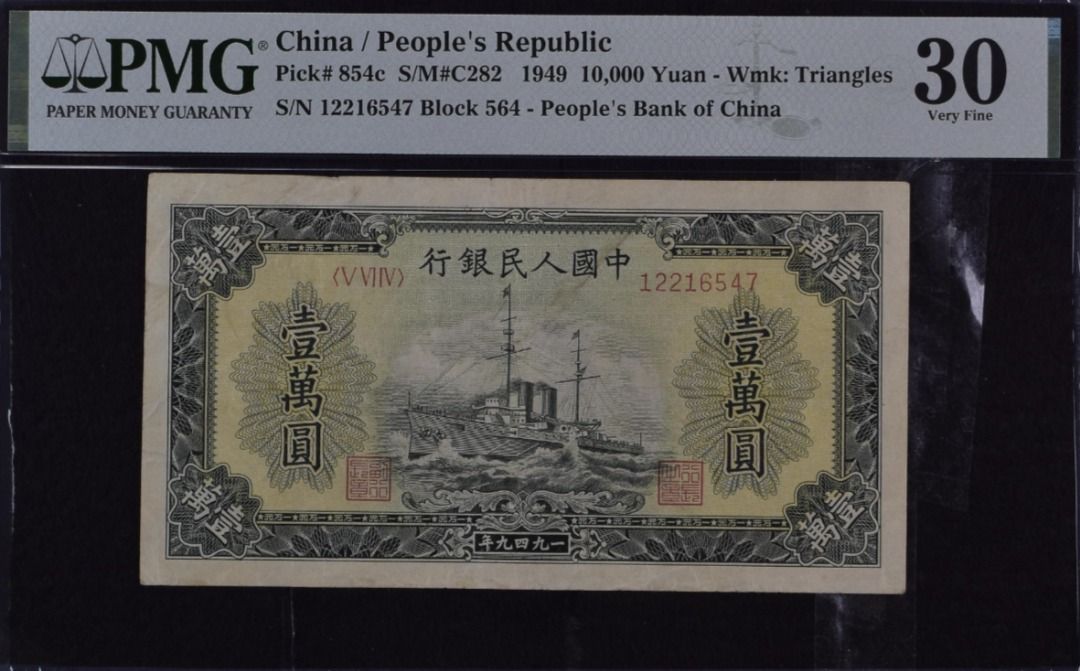 PMG®
PAPER MONEY GUARANTY
China / People's Republic
Pick# 854c S/M#C282 1949 10,000 Yuan - Wmk: Triangles
S/N 12216547 Block 564 - People's Bank of China
30
Very Fine
行銀民人國中
〈V VII IV〉
12216547
壹萬
萬壹
壹萬圓
壹萬圓
萬壹
壹萬
年九四九一